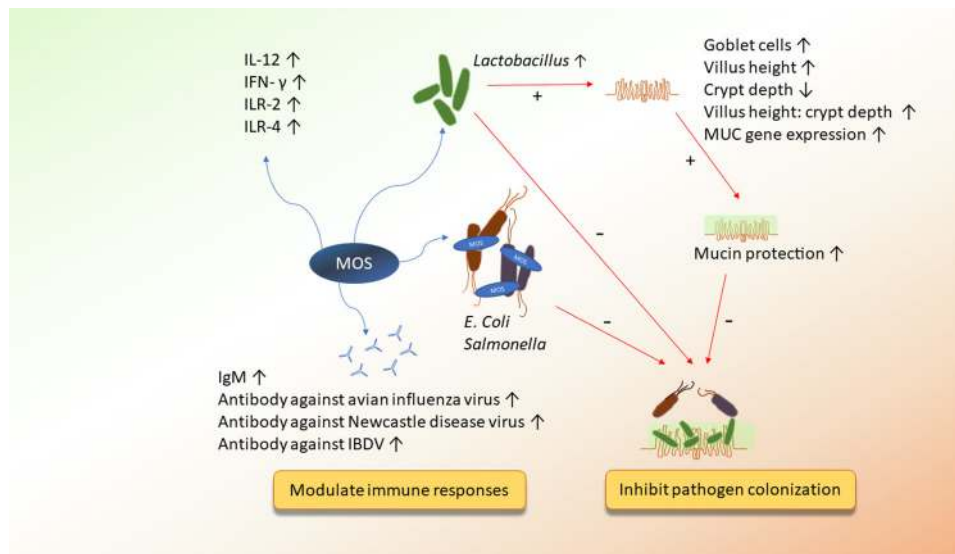 IL-12 ↑
IFN- γ ↑
ILR-2 ↑
ILR-4 ↑
Lactobacillus ↑
+
Goblet cells ↑
Villus height ↑
Crypt depth ↓
Villus height: crypt depth ↑
MUC gene expression ↑
+
MOS
MOS
MOS
MOS
E. Coli
Salmonella
-
-
-
Mucin protection ↑
IgM ↑
Antibody against avian influenza virus ↑
Antibody against Newcastle disease virus ↑
Antibody against IBDV ↑
Modulate immune responses
Inhibit pathogen colonization